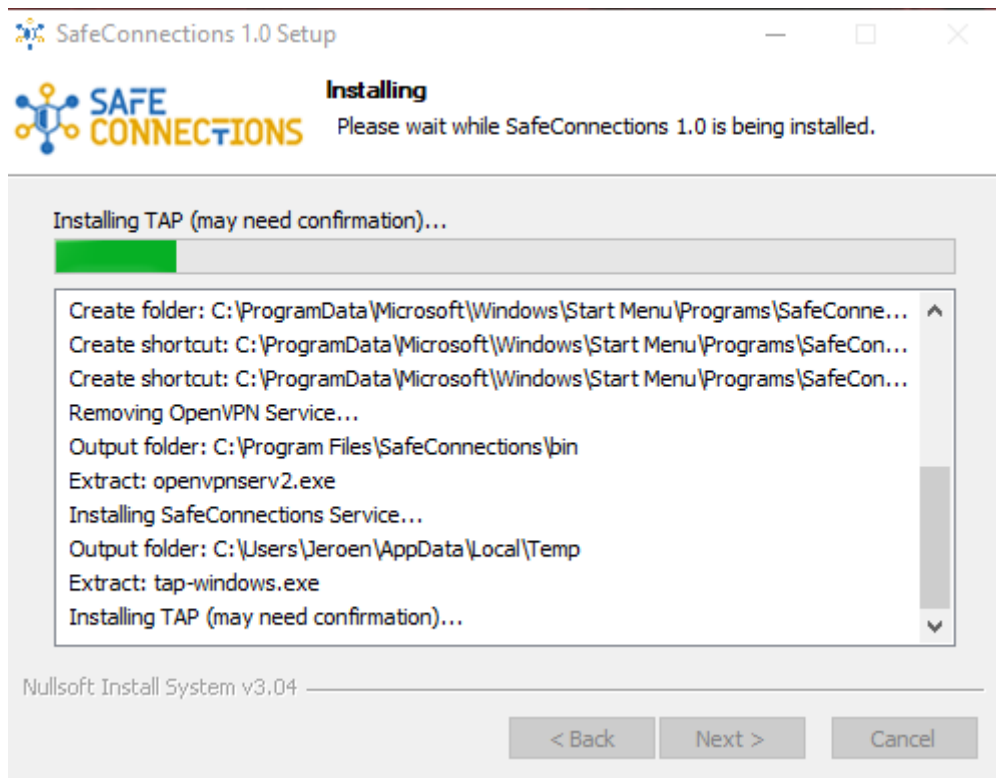 SafeConnections 1.0 Setup
SAFE
CONNECTIONS
Installing
Please wait while SafeConnections 1.0 is being installed.
Installing TAP (may need confirmation)...
Create folder: C:\ProgramData\Microsoft\Windows\Start Menu\Programs\SafeConne...
Create shortcut: C:\ProgramData\Microsoft\Windows\Start Menu\Programs\SafeCon...
Create shortcut: C:\ProgramData\Microsoft\Windows\Start Menu\Programs\SafeCon...
Removing OpenVPN Service...
Output folder: C:\Program Files\SafeConnections\bin
Extract: openvpnserv2.exe
Installing SafeConnections Service...
Output folder: C:\Users\Jeroen\AppData\Local\Temp
Extract: tap-windows.exe
Installing TAP (may need confirmation)...
Nullsoft Install System v3.04
< Back
Next >
Cancel